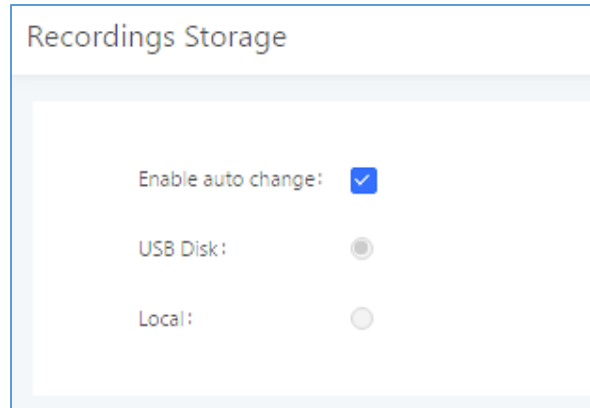 Recordings Storage
Enable auto change:
USB Disk:
Local: